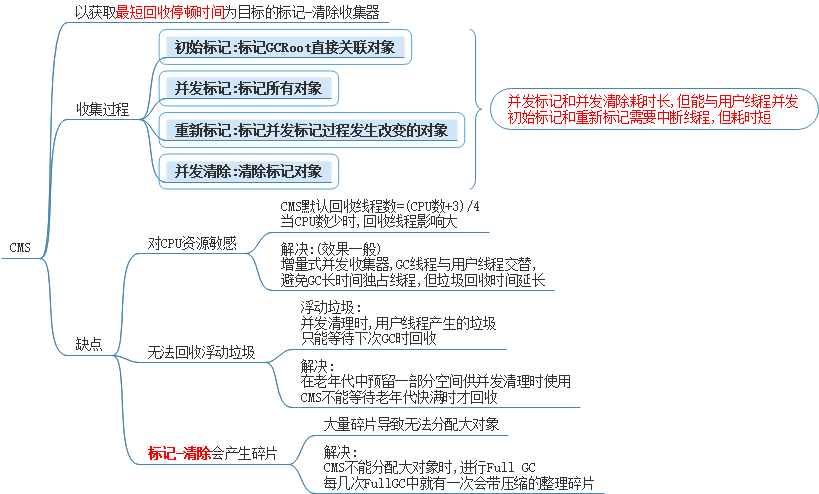 以获取最短回收停顿时间为目标的标记-清除收集器
初始标记:标记GCRoot直接关联对象
并发标记:标记所有对象
收集过程
重新标记:标记并发标记过程发生改变的对象
并发清除:清除标记对象
并发标记和并发清除耗时长,但能与用户线程并发
初始标记和重新标记需要中断线程,但耗时短
CMS
CMS默认回收线程数=(CPU数+3)/4
当CPU数少时,回收线程影响大
对CPU资源敏感
解决:(效果一般)
增量式并发收集器,GC线程与用户线程交替,
避免GC长时间独占线程,但垃圾回收时间延长
缺点
浮动垃圾:
并发清理时,用户线程产生的垃圾
只能等待下次GC时回收
无法回收浮动垃圾
解决:
在老年代中预留一部分空间供并发清理时使用
CMS不能等待老年代快满时才回收
大量碎片导致无法分配大对象
标记-清除会产生碎片
解决:
CMS不能分配大对象时,进行Full GC
每几次FullGC中就有一次会带压缩的整理碎片